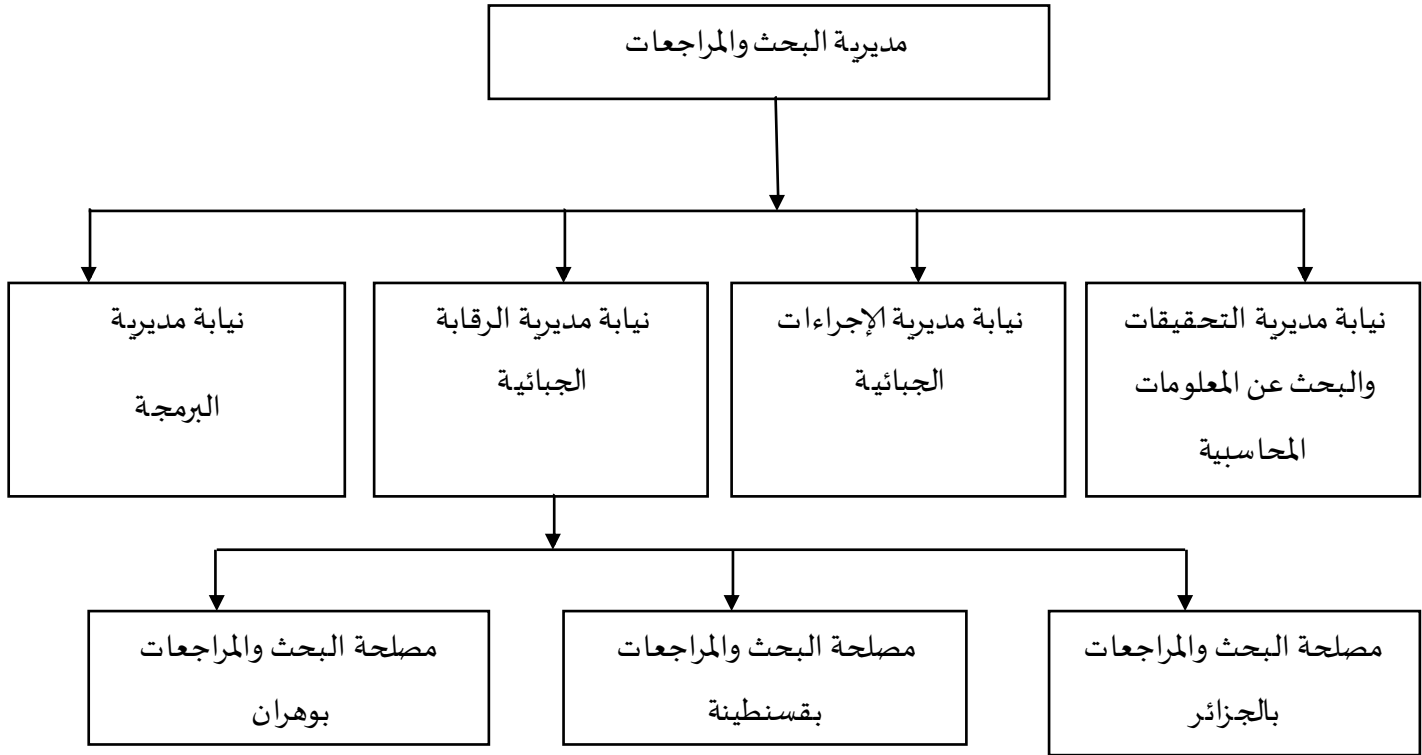 مديرية البحث والمراجعات
نيابة مديرية التحقيقات
والبحث عن المعلومات
المحاسبية
نيابة مديرية الإجراءات
الجبائية
نيابة مديرية الرقابة
الجبائية
نيابة مديرية
البرمجة
مصلحة البحث والمراجعات
بالجزائر
مصلحة البحث والمراجعات
بقسنطينة
مصلحة البحث والمراجعات
بوهران